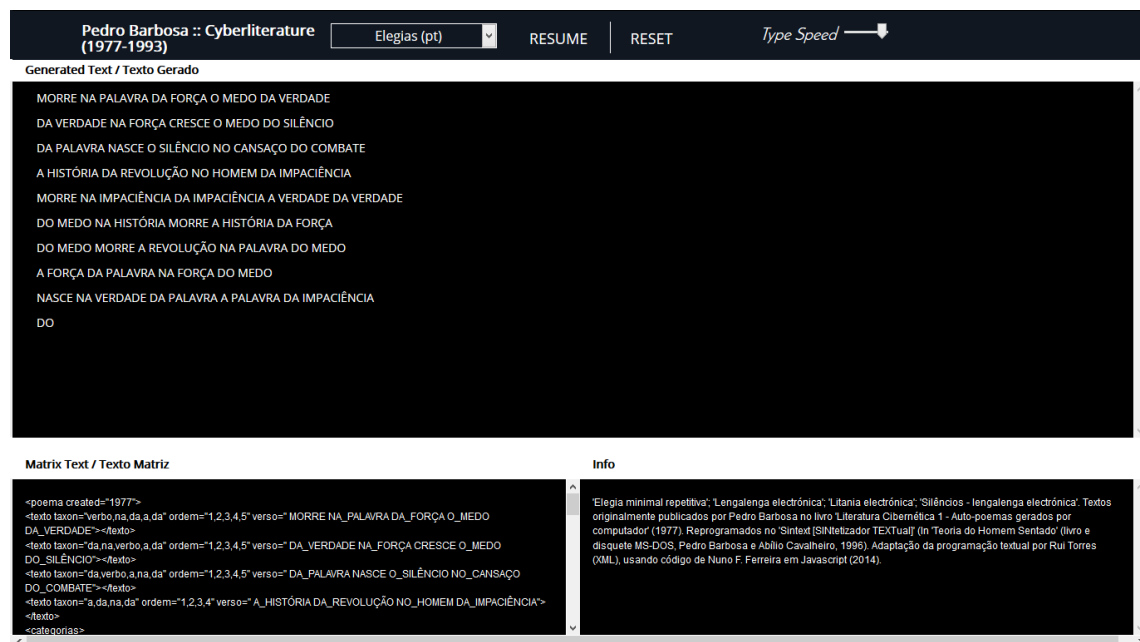 Pedro Barbosa :: Cyberliterature
(1977-1993)
Elegias (pt)
RESUME
RESET
Type Speed
Generated Text / Texto Gerado
MORRE NA PALAVRA DA FORÇA O MEDO DA VERDADE
DA VERDADE NA FORÇA CRESCE O MEDO DO SILÊNCIO
DA PALAVRA NASCE O SILÊNCIO NO CANSAÇO DO COMBATE
A HISTÓRIA DA REVOLUÇÃO NO HOMEM DA IMPACIÊNCIA
MORRE NA IMPACIÊNCIA DA IMPACIÊNCIA A VERDADE DA VERDADE
DO MEDO NA HISTÓRIA MORRE A HISTÓRIA DA FORÇA
DO MEDO MORRE A REVOLUÇÃO NA PALAVRA DO MEDO
A FORÇA DA PALAVRA NA FORÇA DO MEDO
NASCE NA VERDADE DA PALAVRA A PALAVRA DA IMPACIÊNCIA
DO
Matrix Text / Texto Matriz
<poema created="1977">
<texto taxon="verbo,na,da,a,da" ordem="1,2,3,4,5" verso=" MORRE NA_PALAVRA DA_FORÇA O_MEDO
DA_VERDADE"></texto>
<texto taxon="da,na,verbo,a,da" ordem="1,2,3,4,5" verso=" DA_VERDADE NA_FORÇA CRESCE O_MEDO
DO_SILÊNCIO"></texto>
<texto taxon="da,verbo,a,na,da" ordem="1,2,3,4,5" verso=" DA_PALAVRA NASCE O_SILÊNCIO NO_CANSAÇO
DO_COMBATE"></texto>
<texto taxon="a,da,na,da" ordem="1,2,3,4" verso=" A_HISTÓRIA DA_REVOLUÇÃO NO_HOMEM DA_IMPACIÊNCIA">
</texto>
<categorias>
Info
'Elegia minimal repetitiva'; 'Lengalenga electrónica'; 'Litania electrónica'; 'Silêncios - lengalenga electrónica'. Textos
originalmente publicados por Pedro Barbosa no livro 'Literatura Cibernética 1 - Auto-poemas gerados por
computador' (1977). Reprogramados no 'Sintext [SINtetizador TEXTual]' (In 'Teoria do Homem Sentado' (livro e
disquete MS-DOS, Pedro Barbosa e Abílio Cavalheiro, 1996). Adaptação da programação textual por Rui Torres
(XML), usando código de Nuno F. Ferreira em Javascript (2014).